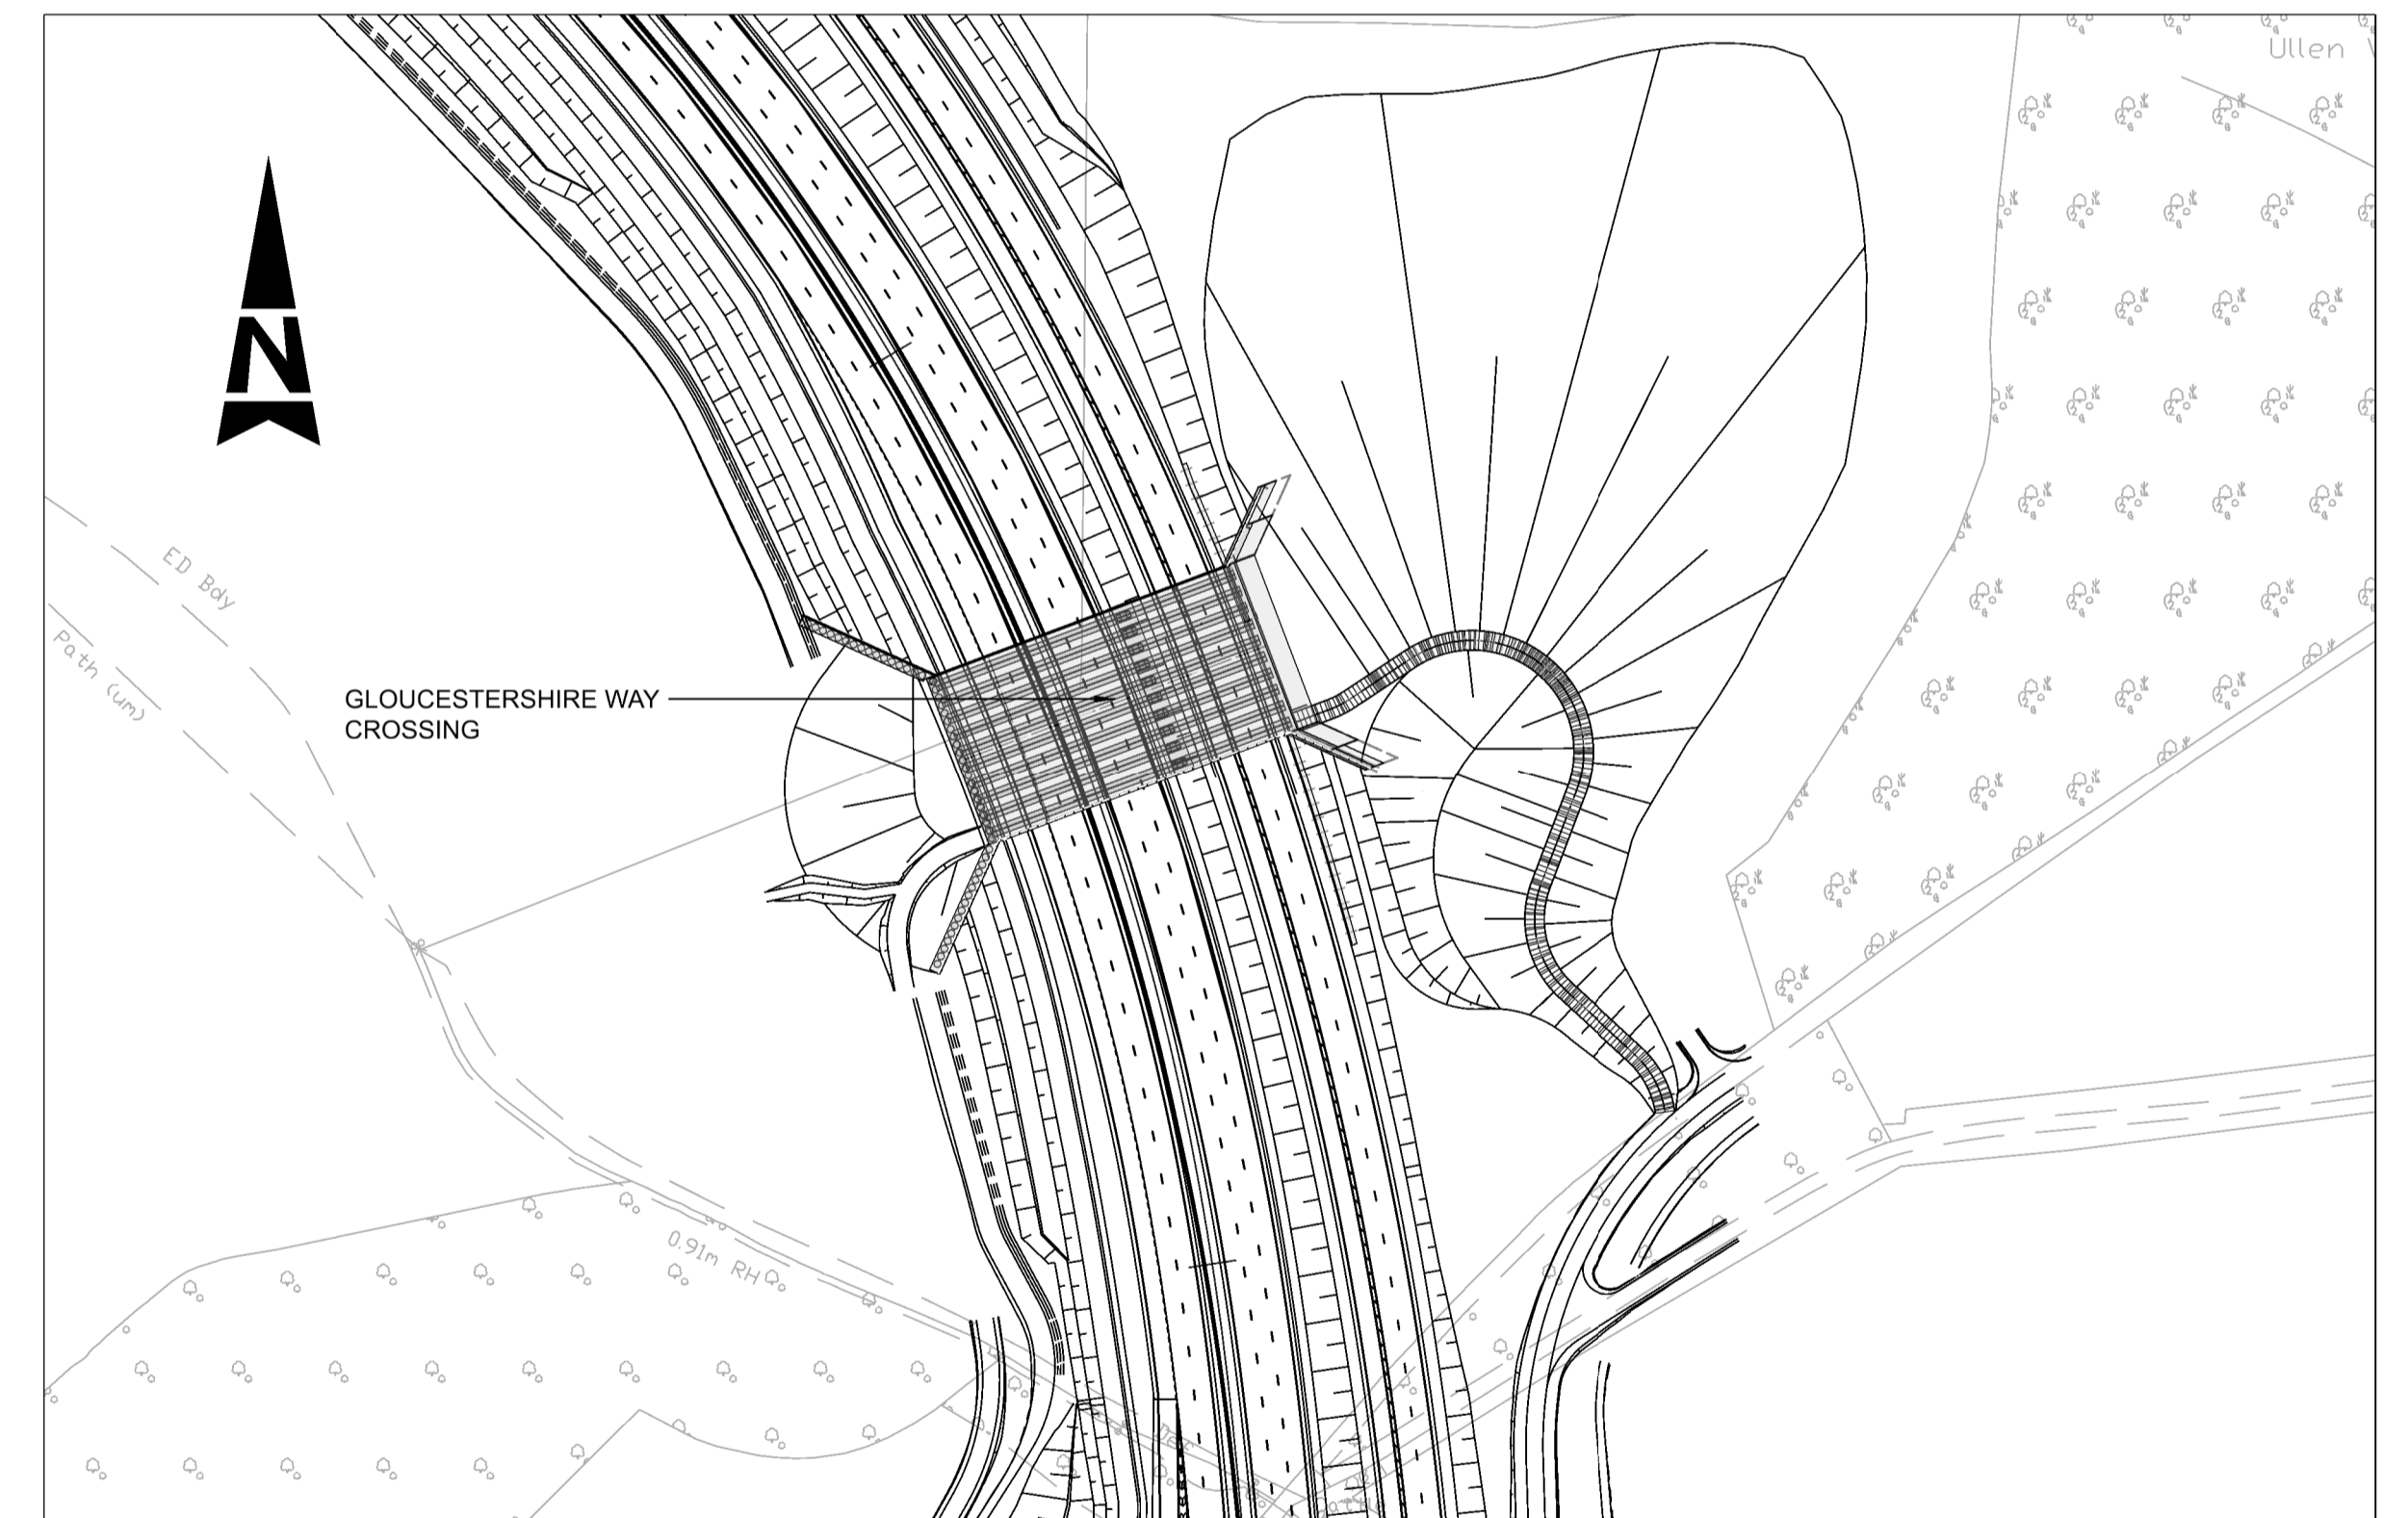 Ullen
N
ED Bdy
Path (um)
GLOUCESTERSHIRE WAY
CROSSING
0.91m RH